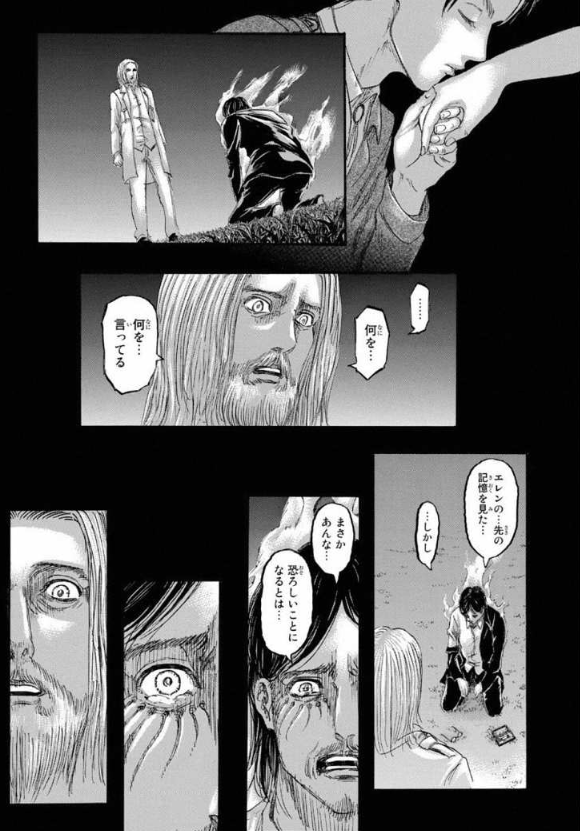 ……
何を…
何を…
言ってる
エレンの…先の
記憶を見た…
…しかし
まさか
あんな…
恐ろしいことに
なるとは…